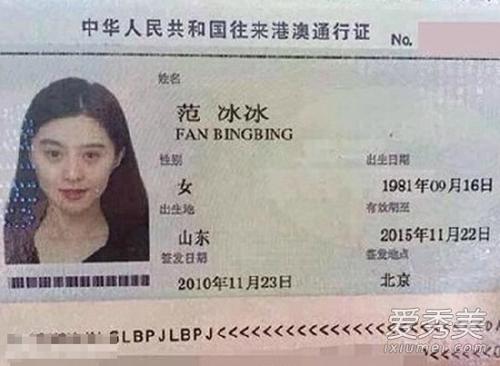 中华人民共和国往来港澳通行证 No.
姓名
范 冰冰
FAN BINGBING
性别 出生日期
女 1981年09月16日
出生地 有效期至
山东 2015年11月22日
签发日期 签发地点
2010年11月23日 北京
GLBPJLBPJ<<<<<<<<<<<<<<<<
爱秀美
ixiumei.com